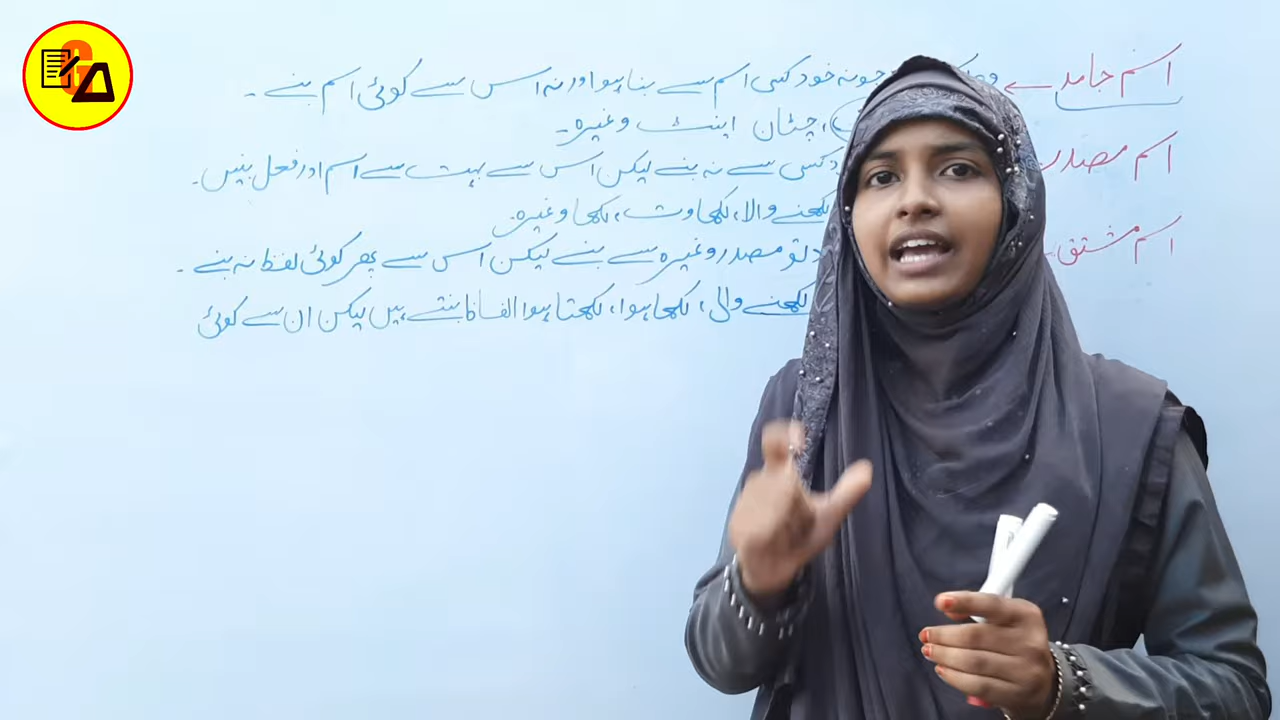 اسم جامد ← جو نہ خود کسی اسم سے بنا ہو اور نہ اس سے کوئی اسم بنے۔
، چٹان اینٹ وغیرہ۔
اسم مصدر کسی سے نہ بنے لیکن اس سے بہت سے اسم اور فعل بنیں۔
لکھنے والا، لکھاوٹ، لکھا وغیرہ۔
اسم مشتق تو مصدر وغیرہ سے بنے لیکن اس سے پھر کوئی لفظ نہ بنے۔
لکھنے والی، لکھا ہوا، لکھتا ہوا الفاظ بنتے ہیں لیکن ان سے کوئی